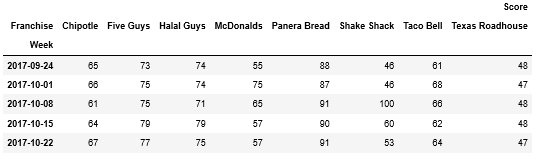 Score
Franchise Chipotle Five Guys Halal Guys McDonalds Panera Bread Shake Shack Taco Bell Texas Roadhouse
Week
2017-09-24 65 73 74 55 88 46 61 48
2017-10-01 66 75 74 75 87 46 68 47
2017-10-08 61 75 71 65 91 100 66 48
2017-10-15 64 79 79 57 90 60 62 48
2017-10-22 67 77 75 57 91 53 64 47